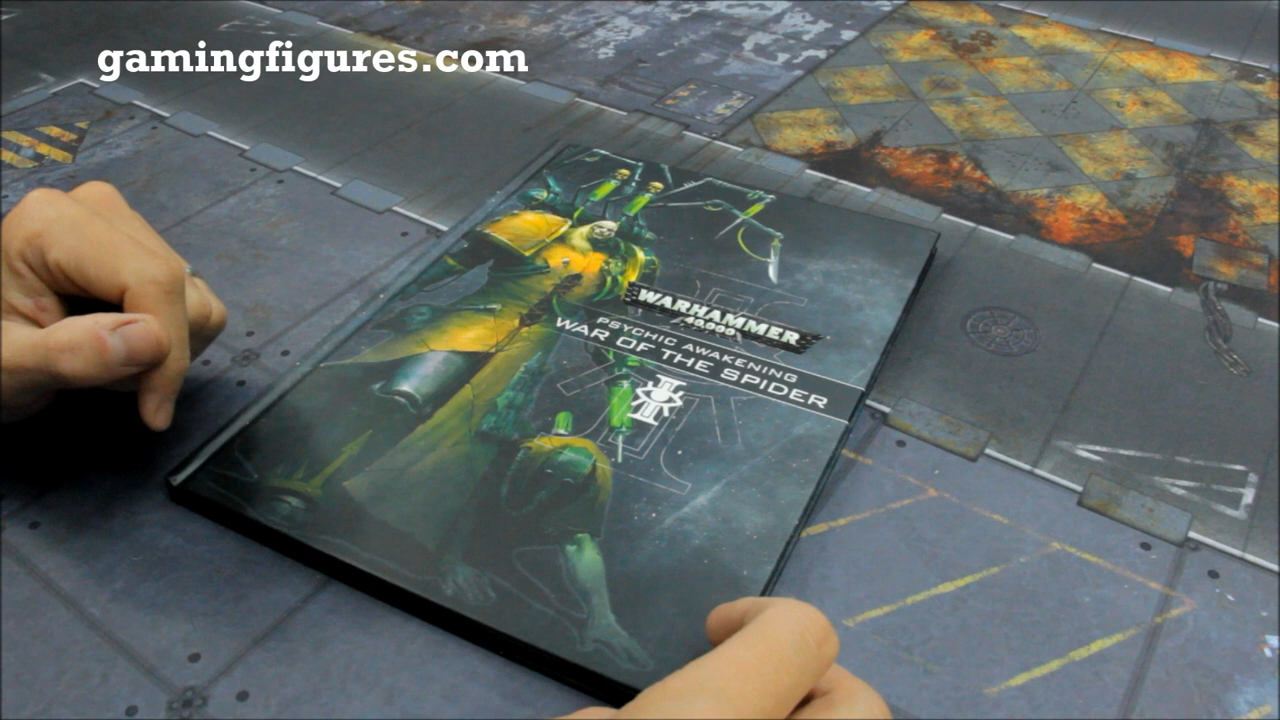 gamingfigures.com
WARHAMMER
40,000
PSYCHIC AWAKENING
WAR OF THE SPIDER